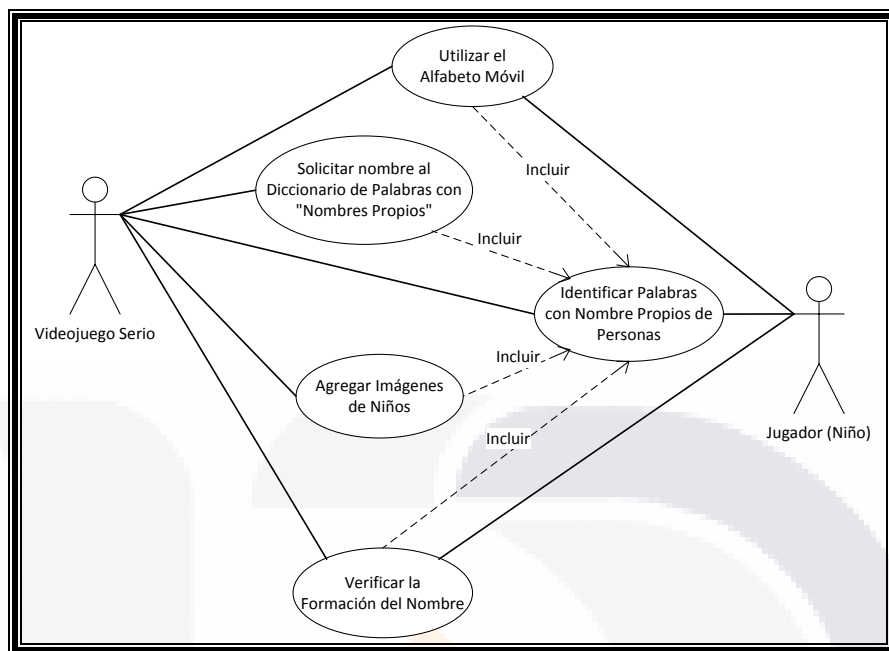 Utilizar el
Alfabeto Móvil
Incluir
Solicitar nombre al
Diccionario de Palabras con
"Nombres Propios"
Incluir
Identificar Palabras
con Nombre Propios de
Personas
Videojuego Serio
Incluir
Agregar Imágenes
de Niños
Jugador (Niño)
Incluir
Verificar la
Formación del Nombre